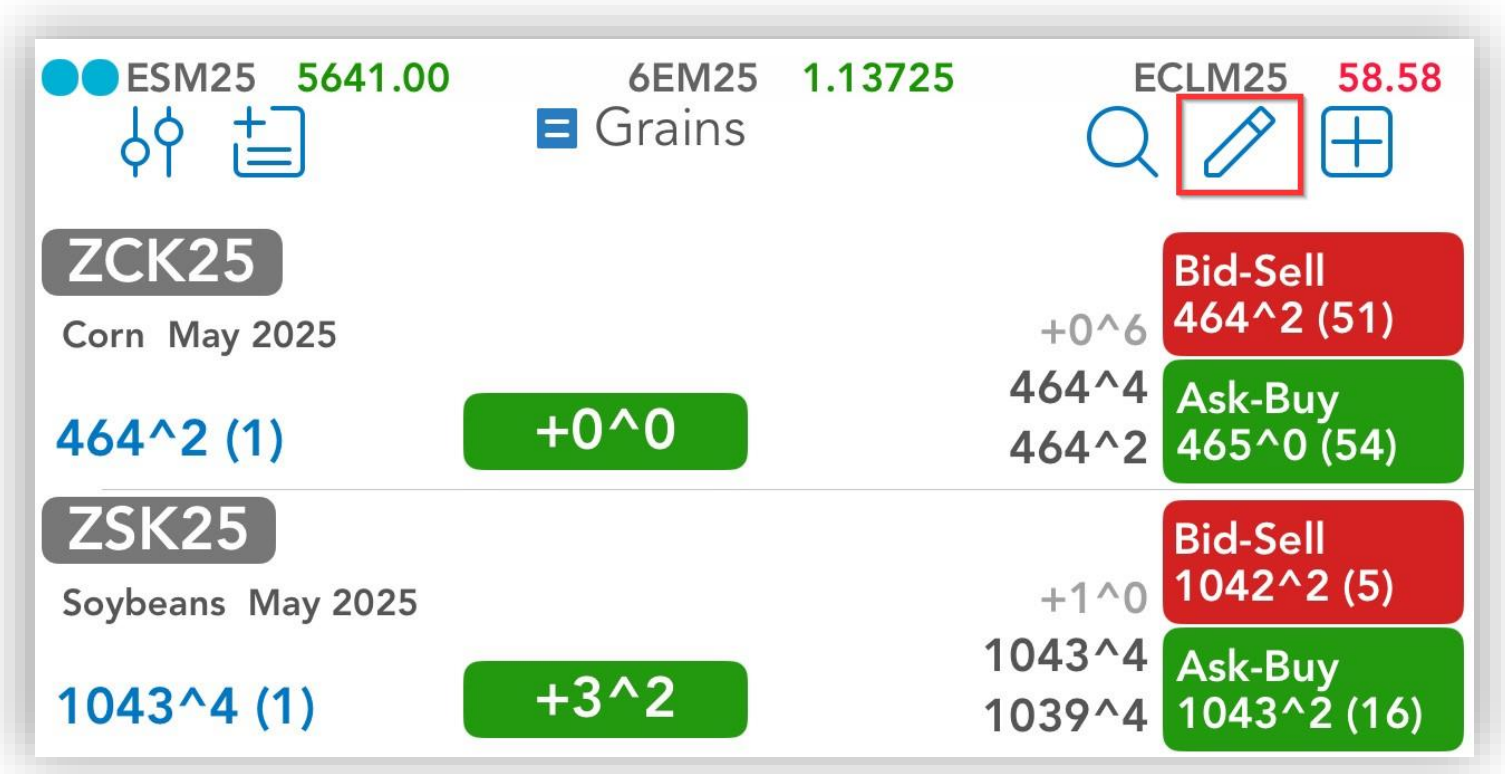 ESM25 5641.00 6EM25 1.13725 ECLM25 58.58
Grains
ZCK25
Corn May 2025
464^2 (1)
+0^0
+0^6
464^4
464^2
Bid-Sell
464^2 (51)
Ask-Buy
465^0 (54)
ZSK25
Soybeans May 2025
1043^4 (1)
+3^2
+1^0
1043^4
1039^4
Bid-Sell
1042^2 (5)
Ask-Buy
1043^2 (16)